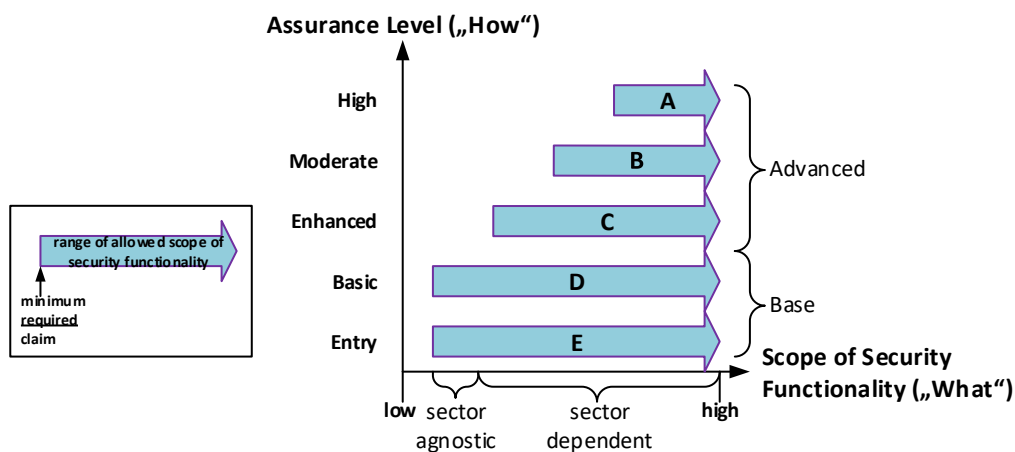 Assurance Level („How“)
High
A
Moderate
B
Advanced
Enhanced
C
range of allowed scope of
security functionality
minimum
required
claim
Basic
D
Base
Entry
E
Scope of Security
Functionality („What“)
low
sector
agnostic
sector
dependent
high